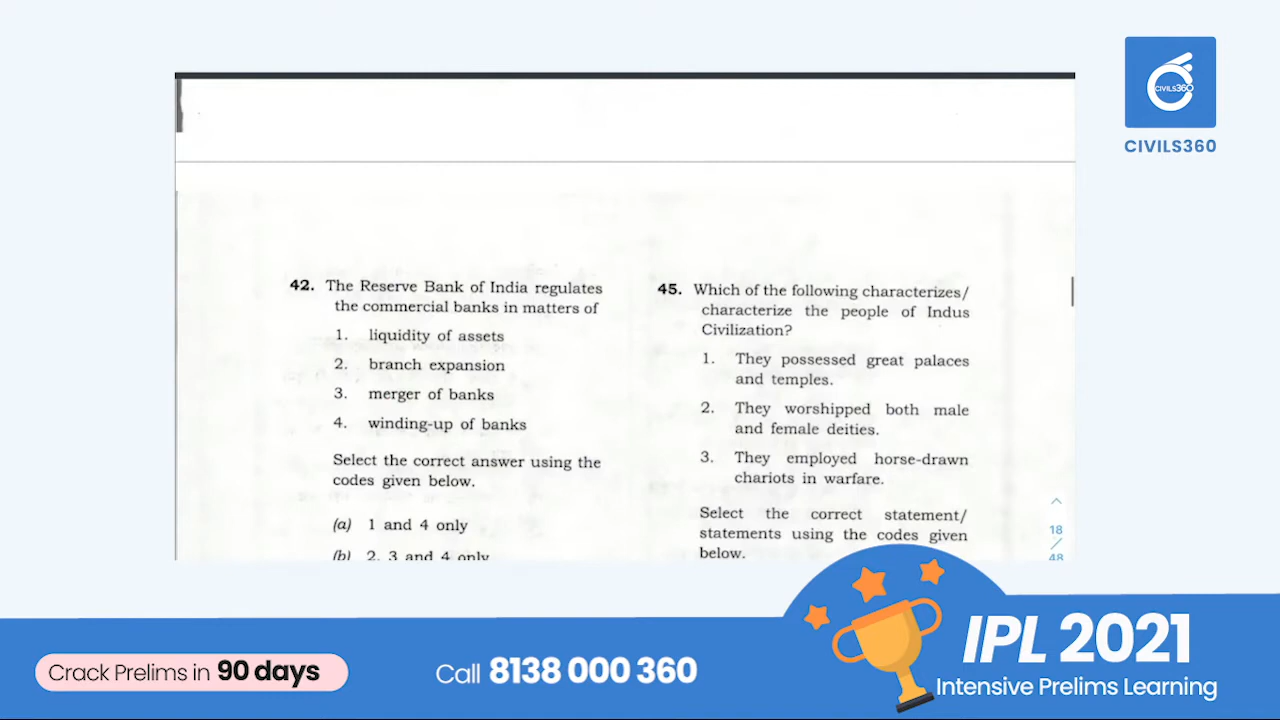 CIVILS360
CIVILS360
42. The Reserve Bank of India regulates
the commercial banks in matters of
1. liquidity of assets
2. branch expansion
3. merger of banks
4. winding-up of banks
Select the correct answer using the
codes given below.
(a) 1 and 4 only
(b) 2, 3 and 4 only
45. Which of the following characterizes/
characterize the people of Indus
Civilization?
1. They possessed great palaces
and temples.
2. They worshipped both male
and female deities.
3. They employed horse-drawn
chariots in warfare.
Select the correct statement/
statements using the codes given
below.
18
/
48
Crack Prelims in 90 days
Call 8138 000 360
IPL 2021
Intensive Prelims Learning